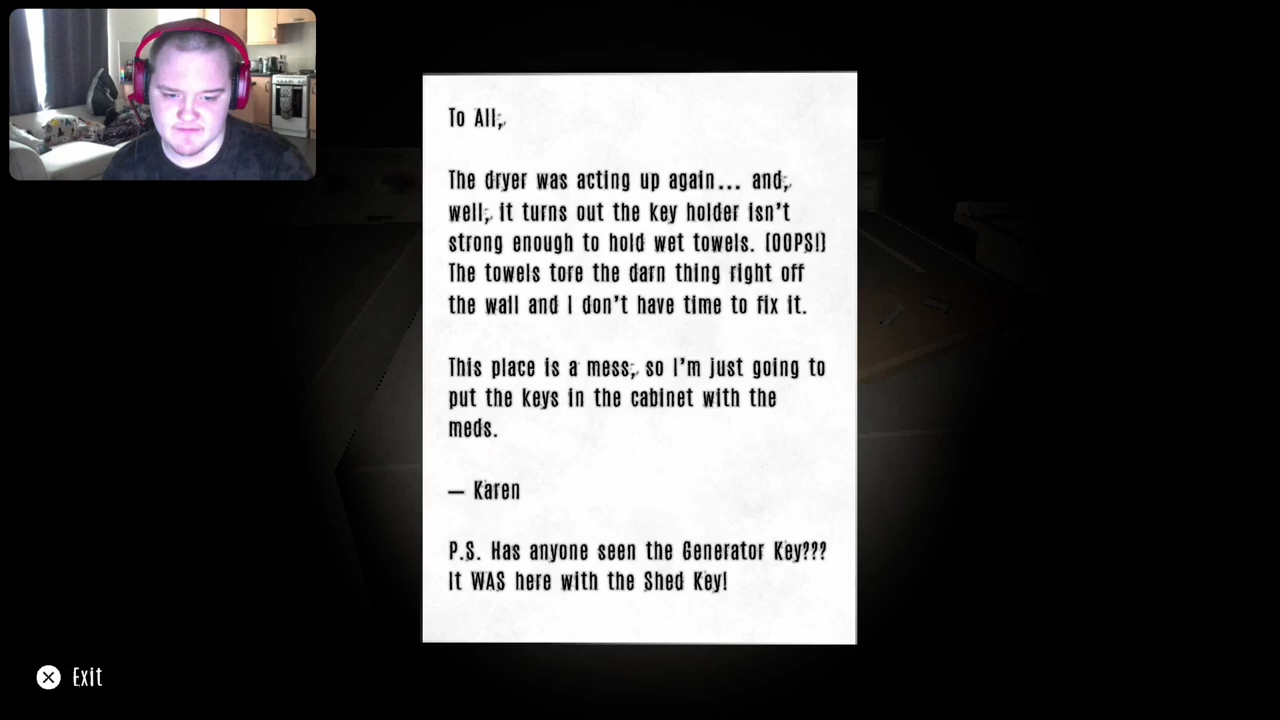 To All,
The dryer was acting up again... and,
well, it turns out the key holder isn't
strong enough to hold wet towels. (OOPS!)
The towels tore the darn thing right off
the wall and I don't have time to fix it.
This place is a mess, so I'm just going to
put the keys in the cabinet with the
meds.
— Karen
P.S. Has anyone seen the Generator Key???
It WAS here with the Shed Key!
Exit